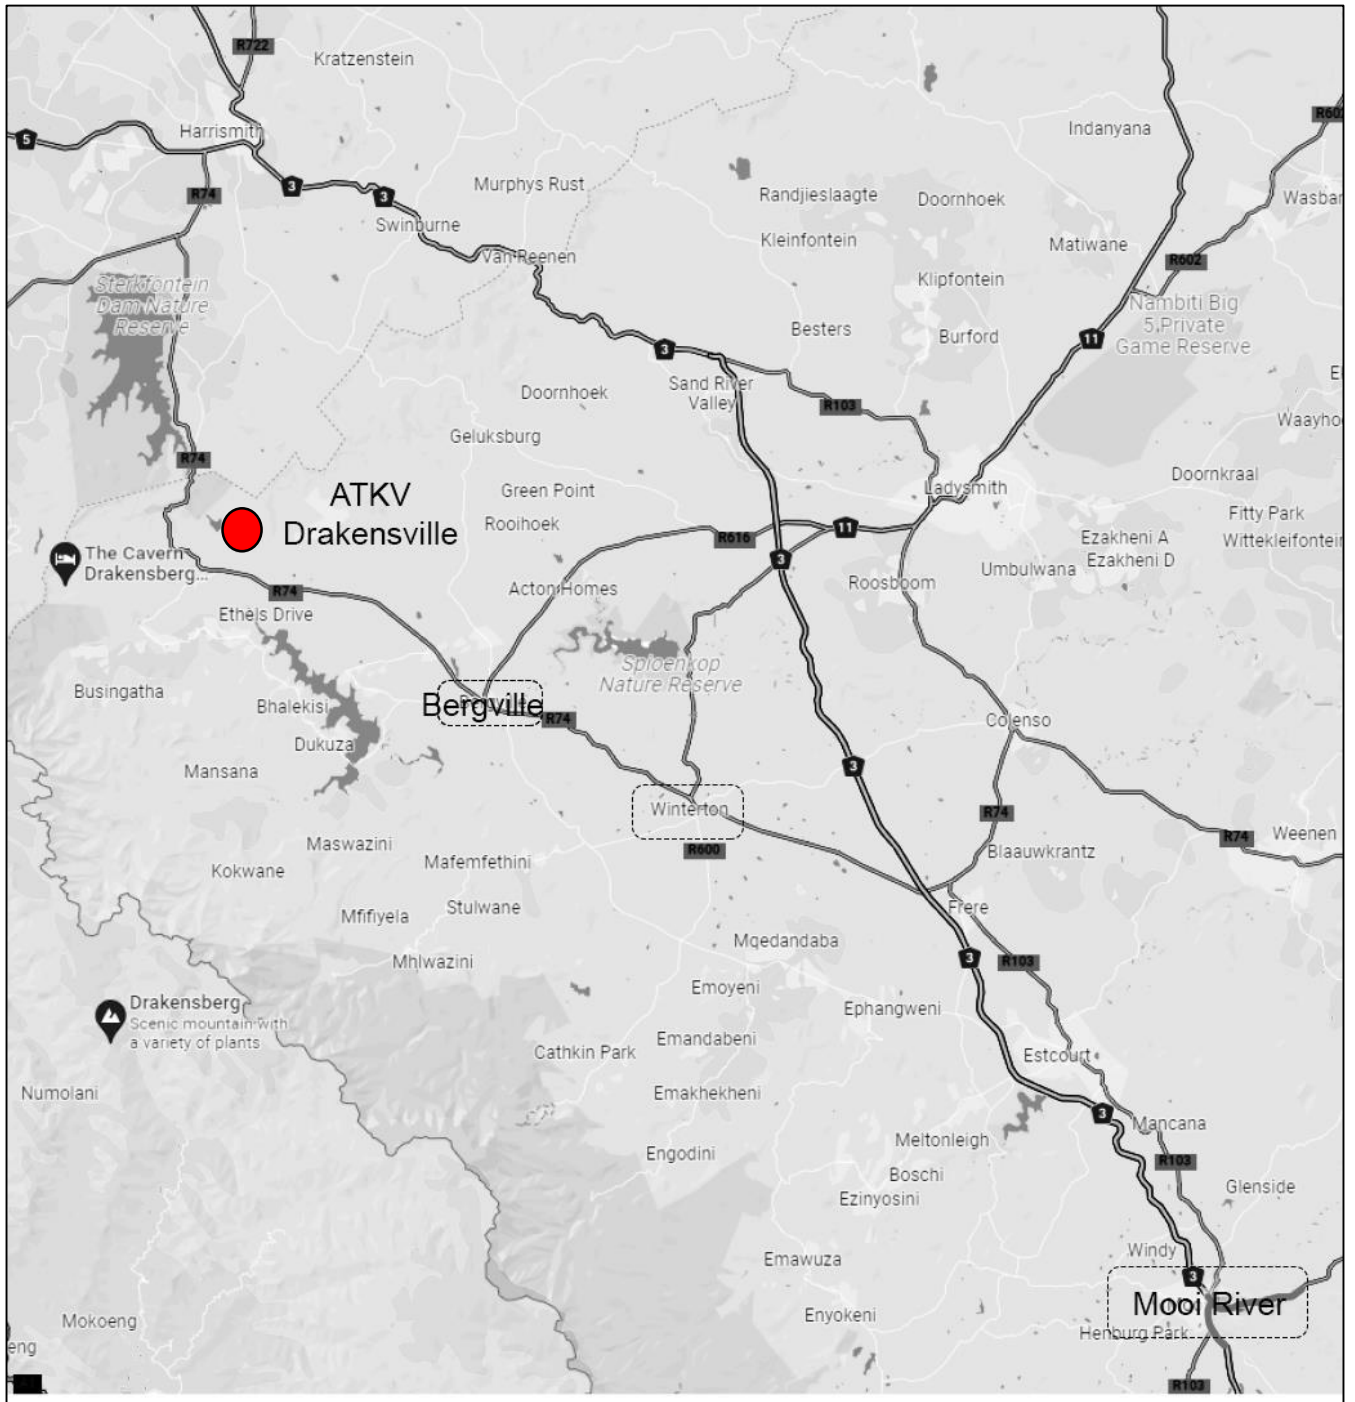 R722
Kratzenstein
R602
Indanyana
Harrismith
5
R74
3
3
Murphys Rust
Randjieslaagte
Doornhoek
Wasbar
Swinburne
Kleinfontein
Matiwane
Van Reenen
R602
Klipfontein
Sterkfontein
Dam Nature
Reserve
Nambiti Big
5 Private
Game Reserve
Besters
Burford
11
3
Sand River
Valley
Doornhoek
R103
El
Waayho
Geluksburg
R74
Doornkraal
Ladysmith
Green Point
ATKV
Drakensville
Rooihoek
R616
11
Fitty Park
Wittekleifontein
Ezakheni A
Ezakheni D
The Cavern
Drakensberg...
3
Umbulwana
Roosboom
Acton Homes
R74
Ethels Drive
Spioenkop
Nature Reserve
Busingatha
Bhalekisi
Bergville
R74
Colenso
Dukuza
Mansana
3
Winterton
R74
R74
Weenen
R600
Maswazini
Blaauwkrantz
Mafemfethini
Kokwane
Stulwane
Frere
Mfifiyela
Mqedandaba
3
R103
Mhlwazini
Emoyeni
Ephangweni
Drakensberg
Scenic mountain with
a variety of plants
Emandabeni
Cathkin Park
Estcourt
Numolani
Emakhekheni
3
Mancana
Meltonleigh
Engodini
R103
Boschi
Glenside
Ezinyosini
Windy
Emawuza
3
Mooi River
Enyokeni
Mokoeng
Henburg Park
eng
R103